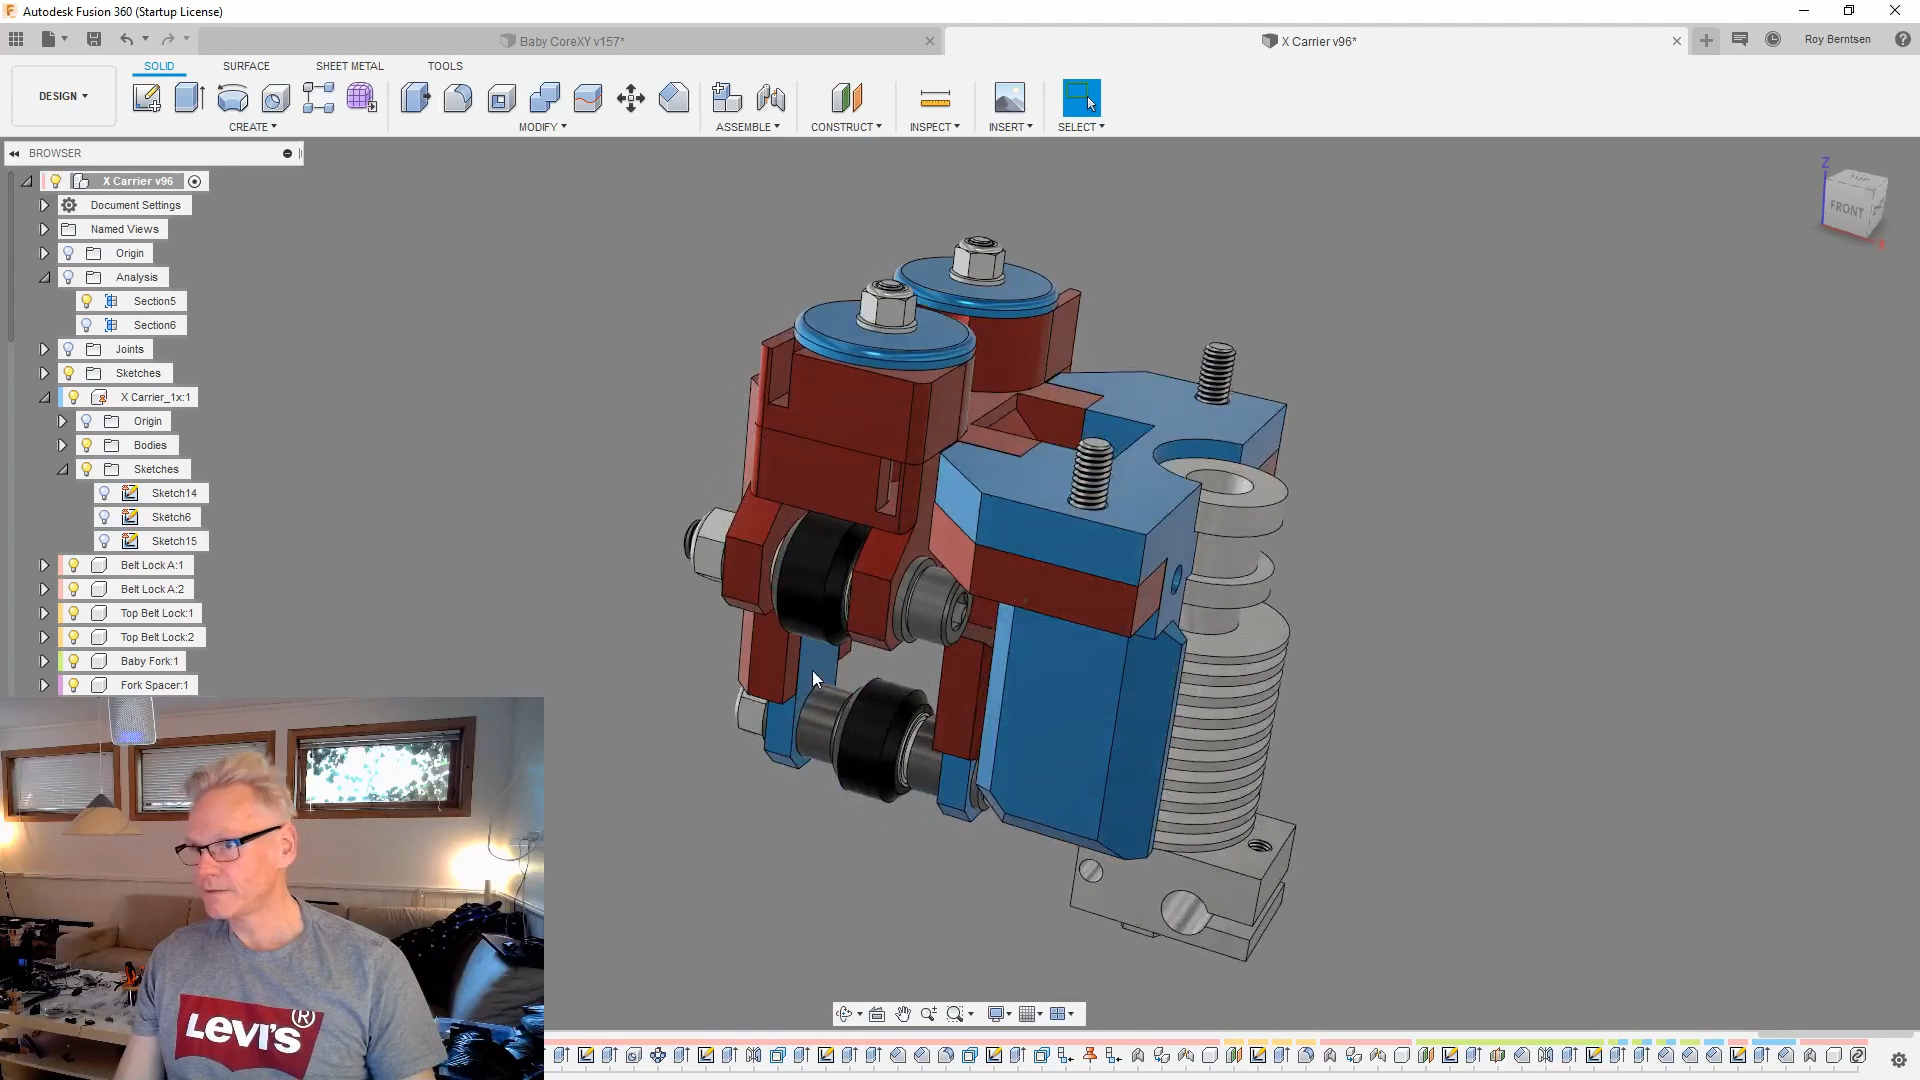 Autodesk Fusion 360 (Startup License)
Baby CoreXY v157*
X Carrier v96*
Roy Berntsen
SOLID
SURFACE
SHEET METAL
TOOLS
DESIGN
CREATE
MODIFY
ASSEMBLE
CONSTRUCT
INSPECT
INSERT
SELECT
BROWSER
X Carrier v96
Document Settings
Named Views
Origin
Analysis
Section5
Section6
Joints
Sketches
X Carrier_1x:1
Origin
Bodies
Sketches
Sketch14
Sketch6
Sketch15
Belt Lock A:1
Belt Lock A:2
Top Belt Lock:1
Top Belt Lock:2
Baby Fork:1
Fork Spacer:1
Z
TOP
FRONT
X
LEVI'S®